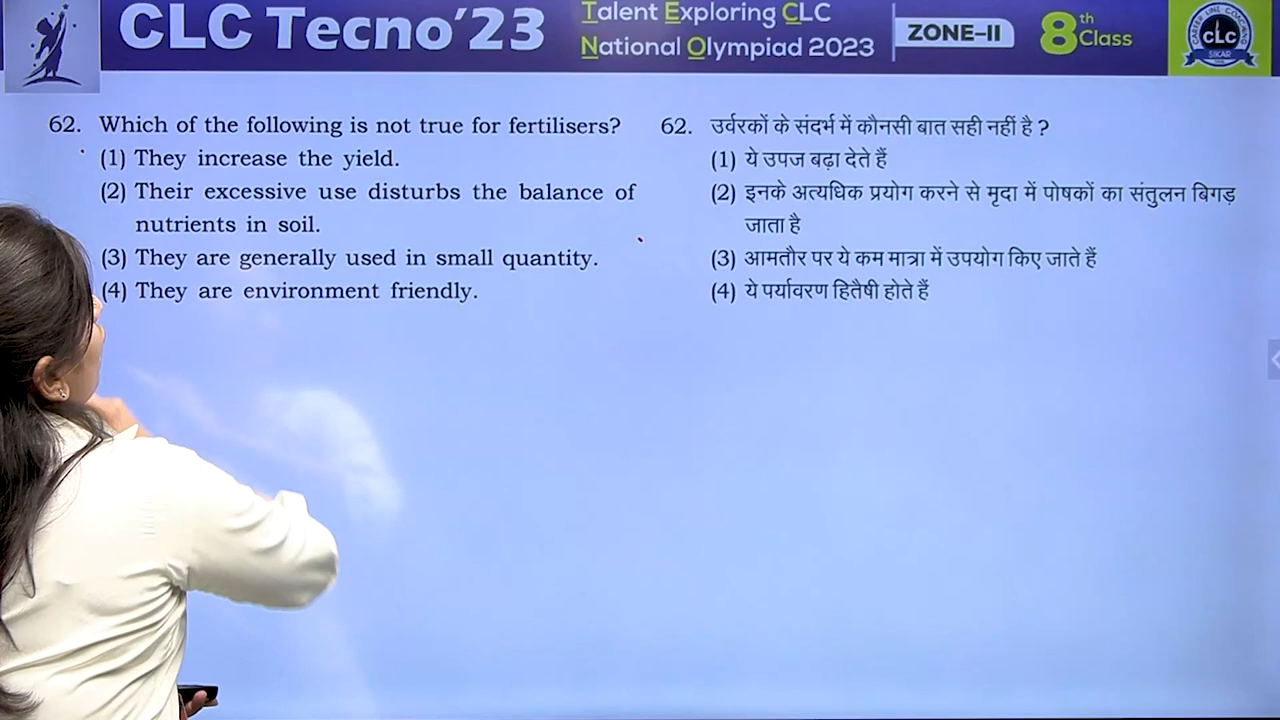 CLC Tecno'23
Talent Exploring CLC
National Olympiad 2023
ZONE-II
8th Class
CAREER LINE COACHING
CLC
SIKAR
62. Which of the following is not true for fertilisers?
(1) They increase the yield.
(2) Their excessive use disturbs the balance of
nutrients in soil.
(3) They are generally used in small quantity.
(4) They are environment friendly.
62. उर्वरकों के संदर्भ में कौनसी बात सही नहीं है ?
(1) ये उपज बढ़ा देते हैं
(2) इनके अत्यधिक प्रयोग करने से मृदा में पोषकों का संतुलन बिगड़
जाता है
(3) आमतौर पर ये कम मात्रा में उपयोग किए जाते हैं
(4) ये पर्यावरण हितैषी होते हैं